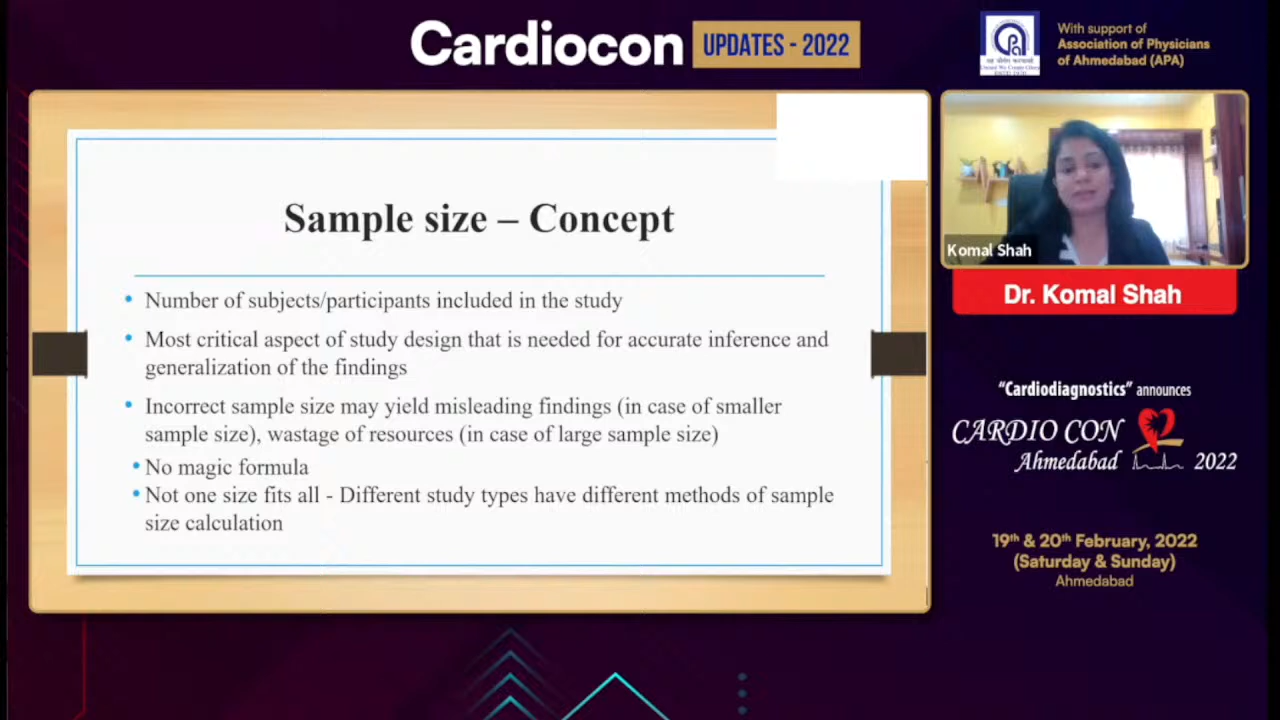 Cardiocon UPDATES - 2022
With support of
Association of Physicians
of Ahmedabad (APA)
Sample size – Concept
• Number of subjects/participants included in the study
• Most critical aspect of study design that is needed for accurate inference and
generalization of the findings
• Incorrect sample size may yield misleading findings (in case of smaller
sample size), wastage of resources (in case of large sample size)
• No magic formula
• Not one size fits all - Different study types have different methods of sample
size calculation
Komal Shah
Dr. Komal Shah
“Cardiodiagnostics” announces
CARDIO CON
Ahmedabad 2022
19th & 20th February, 2022
(Saturday & Sunday)
Ahmedabad